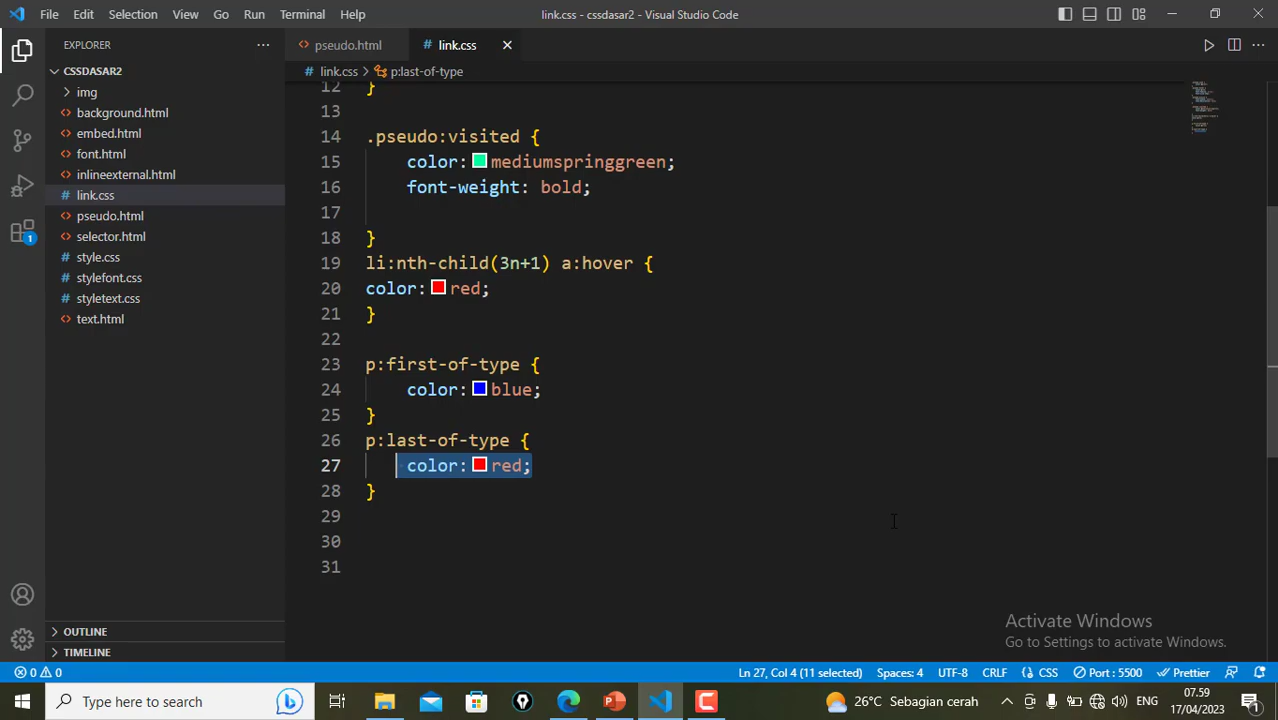 File Edit Selection View Go Run Terminal Help
link.css - cssdasar2 - Visual Studio Code
EXPLORER
CSSDASAR2
img
background.html
embed.html
font.html
inlineexternal.html
link.css
pseudo.html
selector.html
style.css
stylefont.css
styletext.css
text.html
OUTLINE
TIMELINE
pseudo.html
link.css
link.css > p:last-of-type
12 }
13
14 .pseudo:visited {
15 color: mediumspringgreen;
16 font-weight: bold;
17
18 }
19 li:nth-child(3n+1) a:hover {
20 color: red;
21 }
22
23 p:first-of-type {
24 color: blue;
25 }
26 p:last-of-type {
27 color: red;
28 }
29
30
31
Activate Windows
Go to Settings to activate Windows.
1
0 0
Ln 27, Col 4 (11 selected) Spaces: 4 UTF-8 CRLF {} CSS Port : 5500 Prettier
Type here to search
26°C Sebagian cerah
ENG
07.59
17/04/2023
1